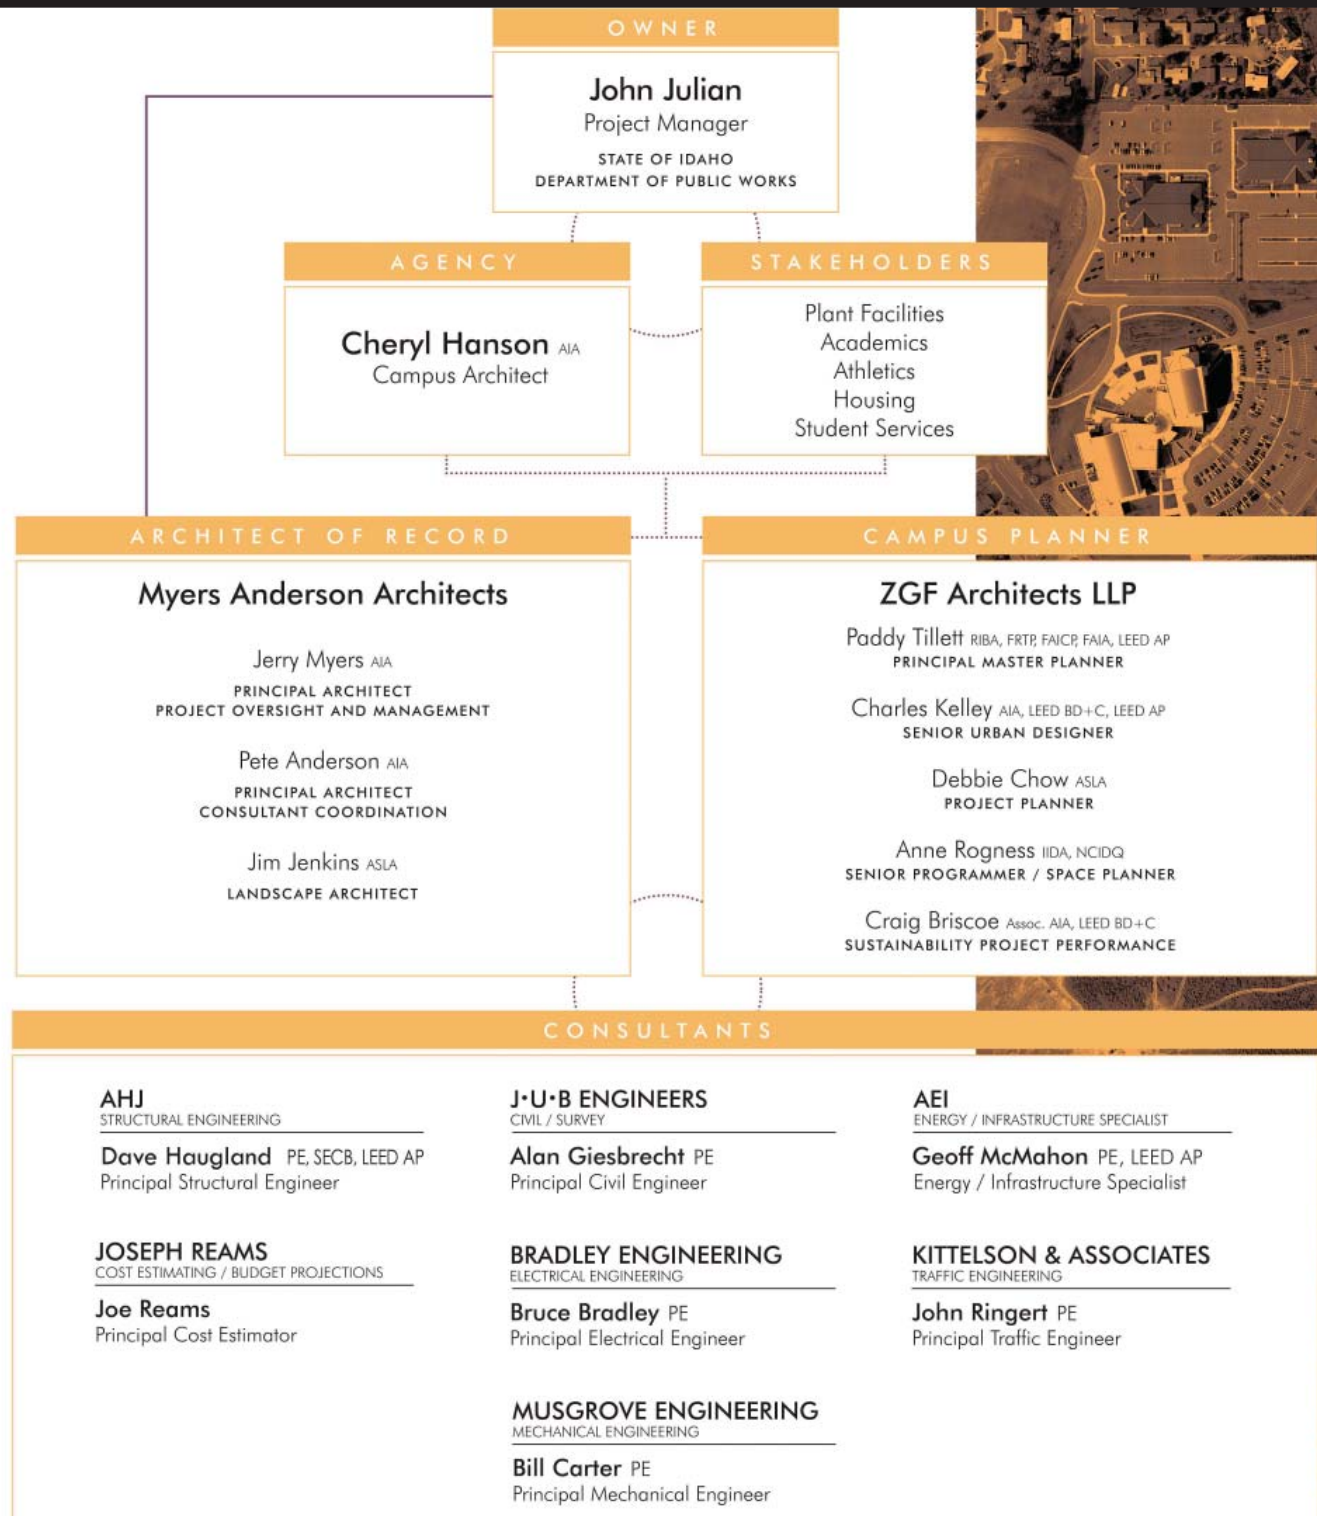 OWNER
John Julian
Project Manager
STATE OF IDAHO
DEPARTMENT OF PUBLIC WORKS
AGENCY
Cheryl Hanson AIA
Campus Architect
STAKEHOLDERS
Plant Facilities
Academics
Athletics
Housing
Student Services
ARCHITECT OF RECORD
Myers Anderson Architects
Jerry Myers AIA
PRINCIPAL ARCHITECT
PROJECT OVERSIGHT AND MANAGEMENT
Pete Anderson AIA
PRINCIPAL ARCHITECT
CONSULTANT COORDINATION
Jim Jenkins ASLA
LANDSCAPE ARCHITECT
CAMPUS PLANNER
ZGF Architects LLP
Paddy Tillett RIBA, FRTP, FAICP, FAIA, LEED AP
PRINCIPAL MASTER PLANNER
Charles Kelley AIA, LEED BD+C, LEED AP
SENIOR URBAN DESIGNER
Debbie Chow ASLA
PROJECT PLANNER
Anne Rogness IIDA, NCIDQ
SENIOR PROGRAMMER / SPACE PLANNER
Craig Briscoe Assoc. AIA, LEED BD+C
SUSTAINABILITY PROJECT PERFORMANCE
CONSULTANTS
AHJ
STRUCTURAL ENGINEERING
Dave Haugland PE, SECB, LEED AP
Principal Structural Engineer
J•U•B ENGINEERS
CIVIL / SURVEY
Alan Giesbrecht PE
Principal Civil Engineer
AEI
ENERGY / INFRASTRUCTURE SPECIALIST
Geoff McMahon PE, LEED AP
Energy / Infrastructure Specialist
JOSEPH REAMS
COST ESTIMATING / BUDGET PROJECTIONS
Joe Reams
Principal Cost Estimator
BRADLEY ENGINEERING
ELECTRICAL ENGINEERING
Bruce Bradley PE
Principal Electrical Engineer
KITTELSON & ASSOCIATES
TRAFFIC ENGINEERING
John Ringert PE
Principal Traffic Engineer
MUSGROVE ENGINEERING
MECHANICAL ENGINEERING
Bill Carter PE
Principal Mechanical Engineer